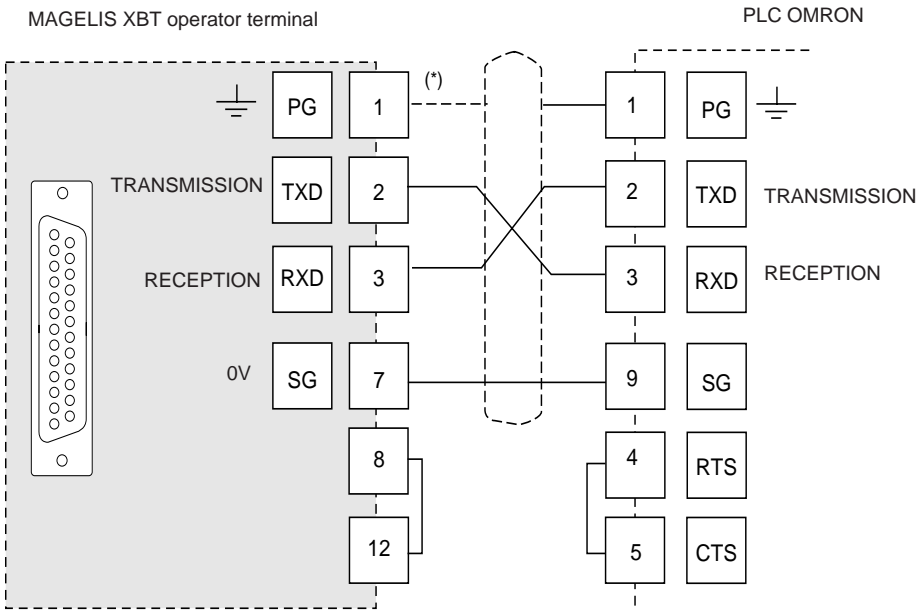 MAGELIS XBT operator terminal
PLC OMRON
PG 1 (*) 1 PG
TRANSMISSION TXD 2 2 TXD TRANSMISSION
RECEPTION RXD 3 3 RXD RECEPTION
0V SG 7 9 SG
8 4 RTS
12 5 CTS